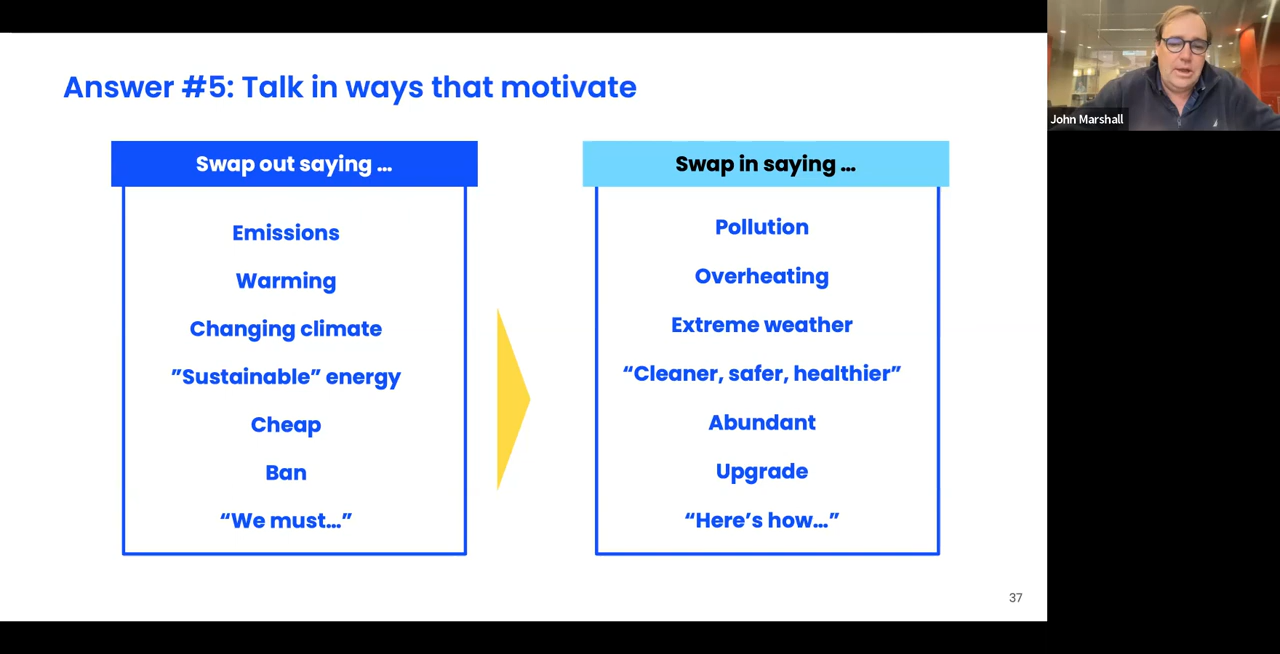 Answer #5: Talk in ways that motivate
Swap out saying ...
Emissions
Warming
Changing climate
”Sustainable” energy
Cheap
Ban
“We must…”
Swap in saying ...
Pollution
Overheating
Extreme weather
“Cleaner, safer, healthier”
Abundant
Upgrade
“Here’s how…”
37
John Marshall